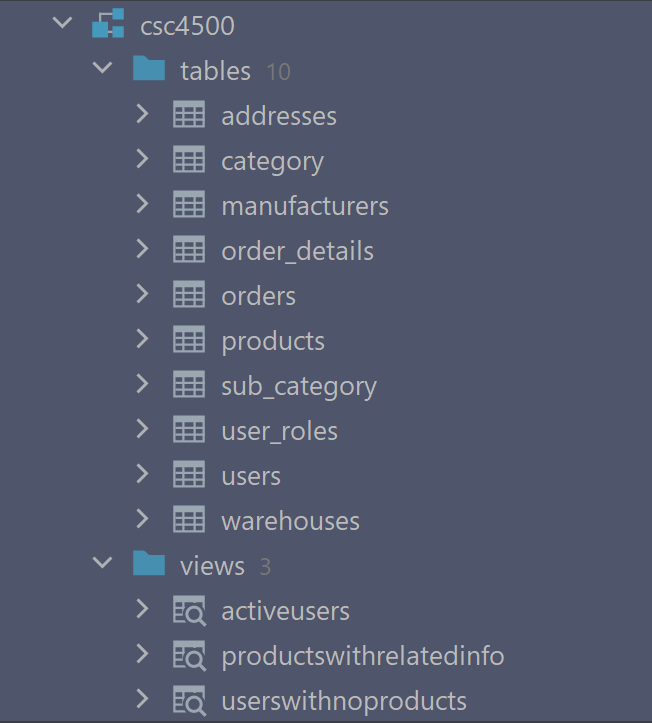 csc4500
tables 10
addresses
category
manufacturers
order_details
orders
products
sub_category
user_roles
users
warehouses
views 3
activeusers
productswithrelatedinfo
userswithnoproducts